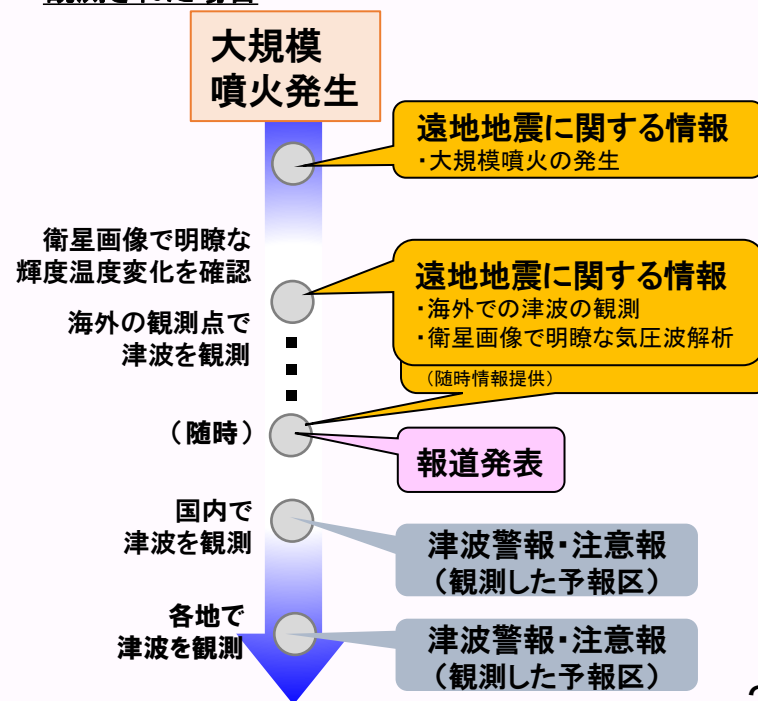 観測された場合
大規模
噴火発生
遠地地震に関する情報
・大規模噴火の発生
衛星画像で明瞭な
輝度温度変化を確認
遠地地震に関する情報
・海外での津波の観測
・衛星画像で明瞭な気圧波解析
（随時情報提供）
海外の観測点で
津波を観測
（随時）
報道発表
国内で
津波を観測
津波警報・注意報
（観測した予報区）
各地で
津波を観測
津波警報・注意報
（観測した予報区）